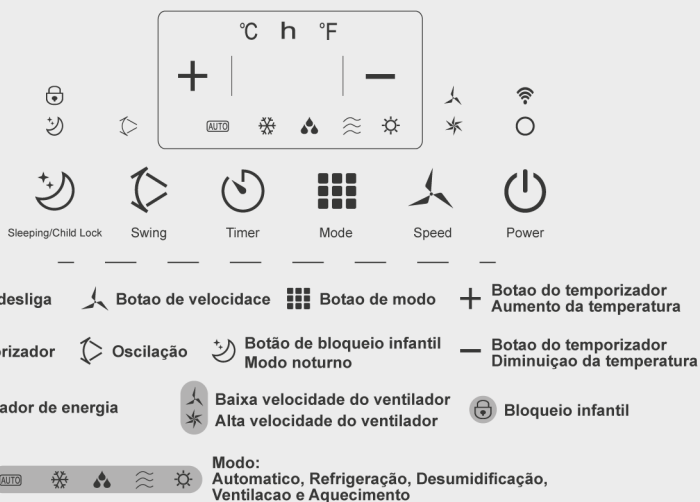 °C h °F
AUTO
Sleeping/Child Lock Swing Timer Mode Speed Power
desliga Botao de velocidace Botao de modo Botao do temporizador
Aumento da temperatura
orizador Oscilação Botão de bloqueio infantil
Modo noturno
Botao do temporizador
Diminuiçao da temperatura
ador de energia Baixa velocidade do ventilador
Alta velocidade do ventilador
Bloqueio infantil
AUTO
Modo:
Automatico, Refrigeração, Desumidificação,
Ventilacao e Aquecimento